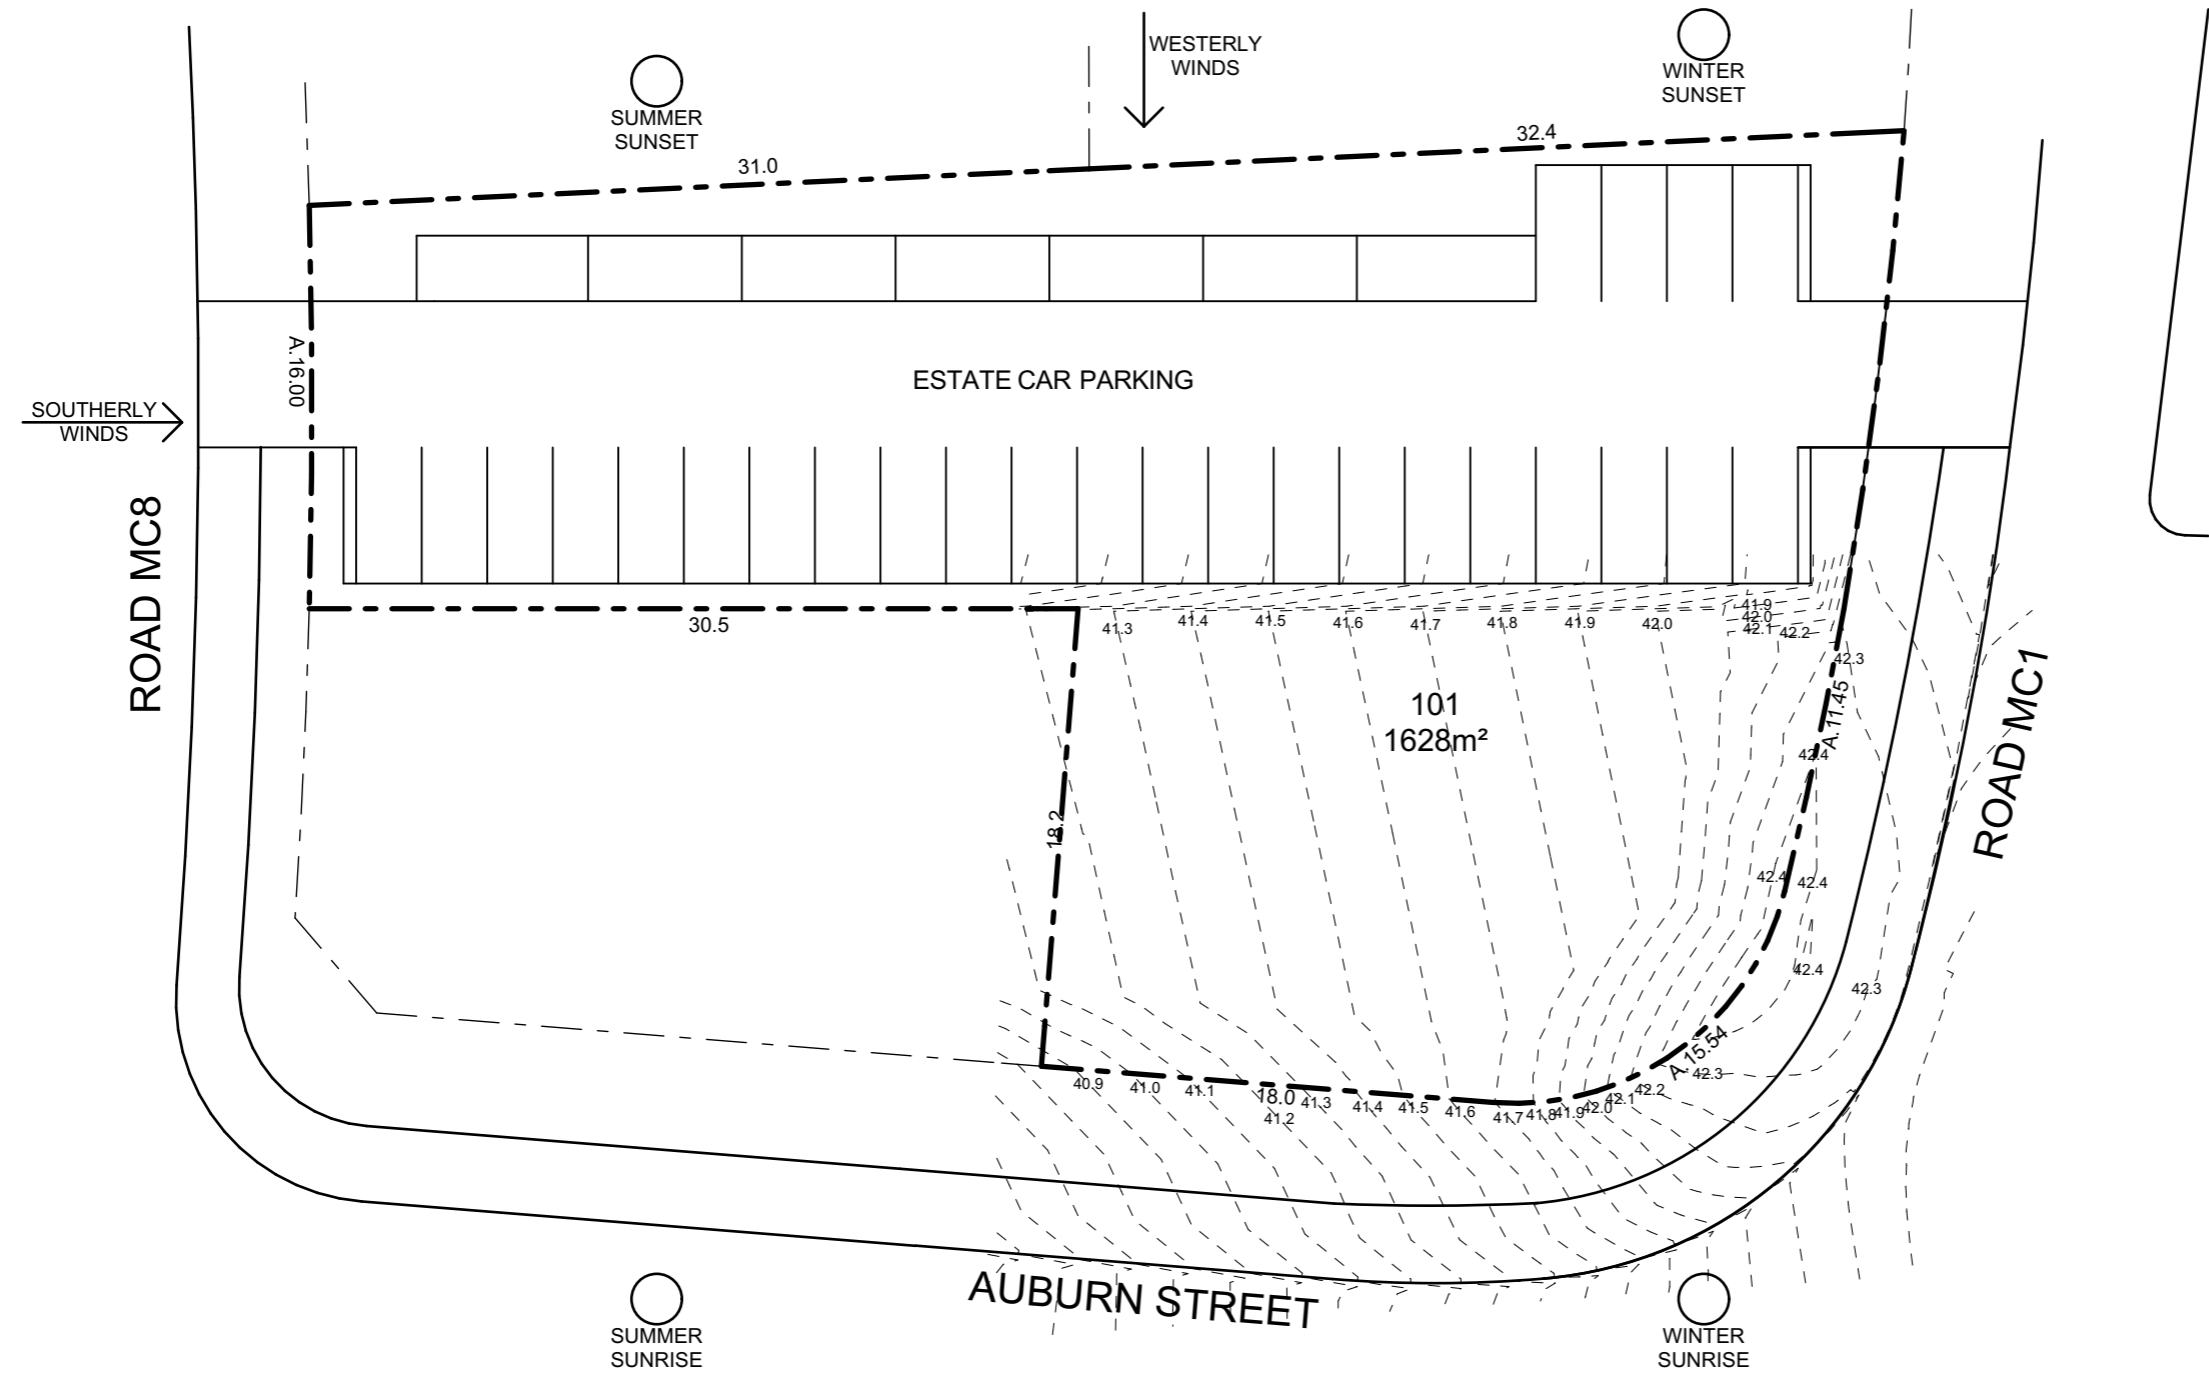 WESTERLY
WINDS
WINTER
SUNSET
SUMMER
SUNSET
31.0
32.4
A.16.00
ESTATE CAR PARKING
SOUTHERLY
WINDS
ROAD MC8
30.5
41.3
41.4
41.5
41.6
41.7
41.8
41.9
42.0
41.9
42.0
42.1
42.2
42.3
101
1628m²
A.11.45
ROAD MC1
42.4
18.2
42.4
42.4
42.4
42.3
A.15.54
42.3
40.9
41.0
41.1
18.0
41.2
41.3
41.4
41.5
41.6
41.7
41.8
41.9
42.0
42.1
42.2
AUBURN STREET
SUMMER
SUNRISE
WINTER
SUNRISE